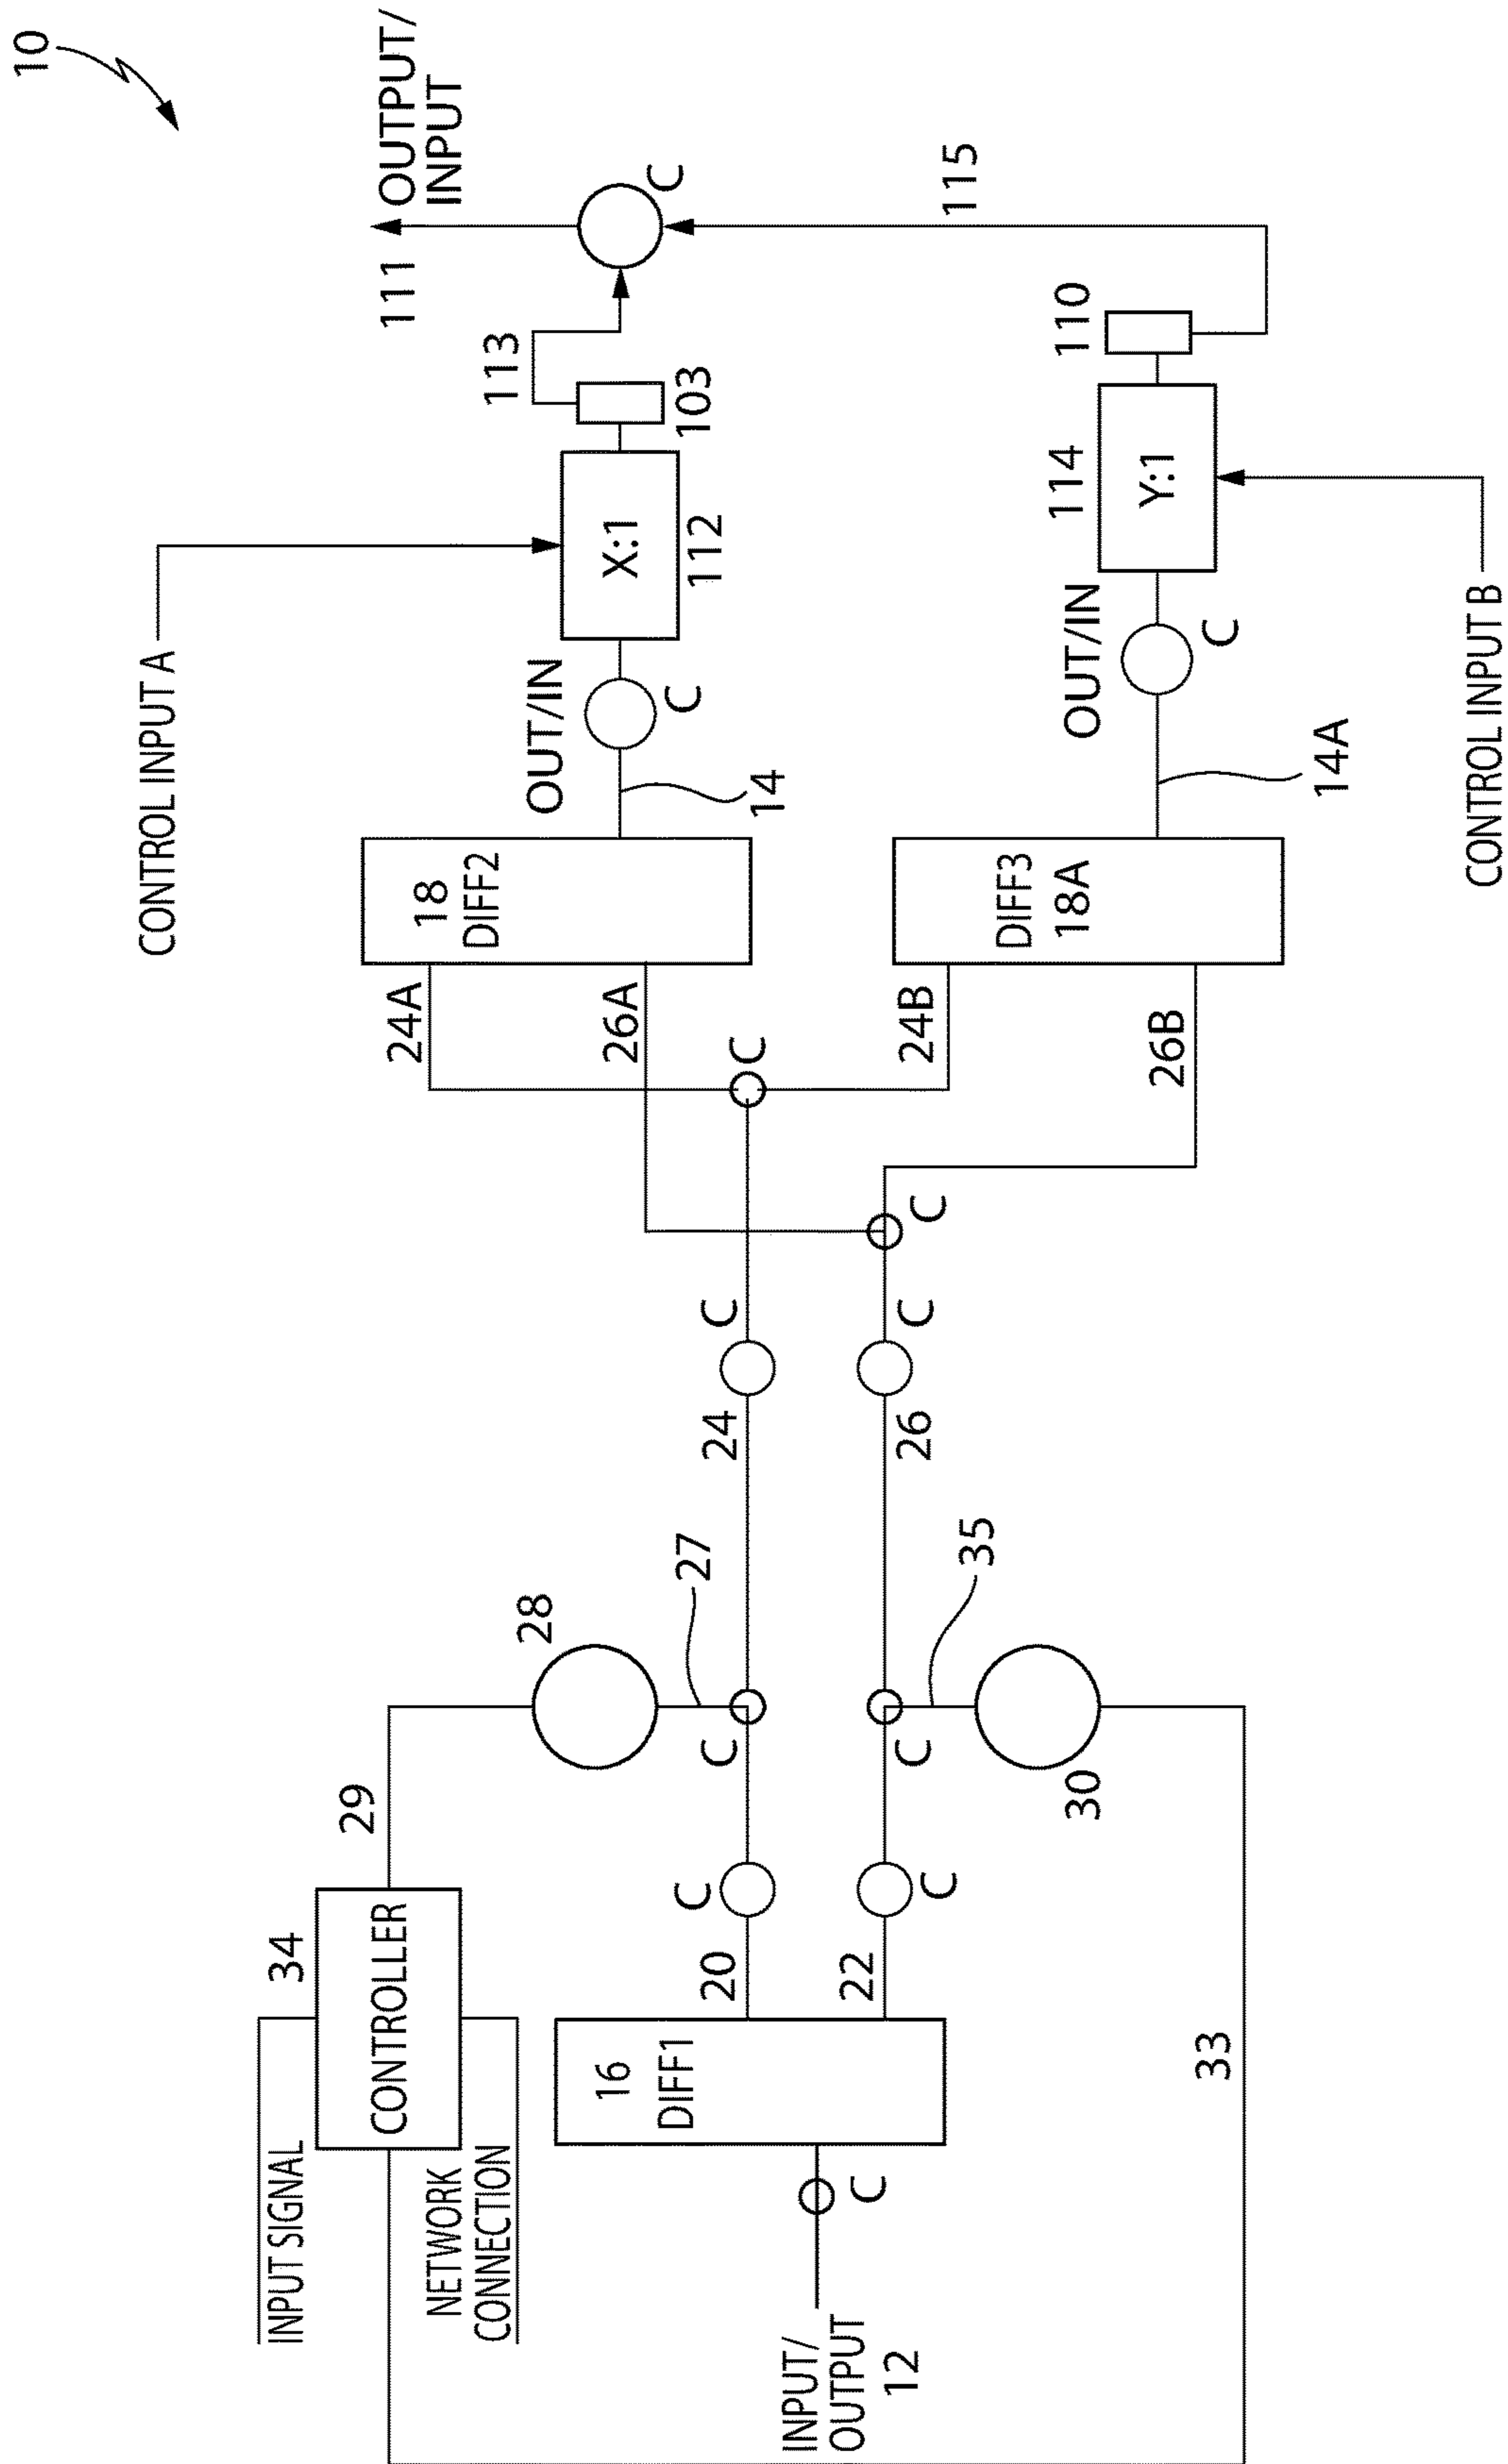 10
CONTROL INPUT A
OUTPUT/
INPUT
111
C
113
103
X:1
112
OUT/IN
C
14
18
DIFF2
24A
26A
C
115
110
114
Y:1
OUT/IN
C
14A
CONTROL INPUT B
DIFF3
18A
24B
26B
C
C
24
C
26
27
28
C
35
C
30
29
34
CONTROLLER
INPUT SIGNAL
NETWORK
CONNECTION
C
20
C
22
16
DIFF1
33
C
INPUT/
OUTPUT
12